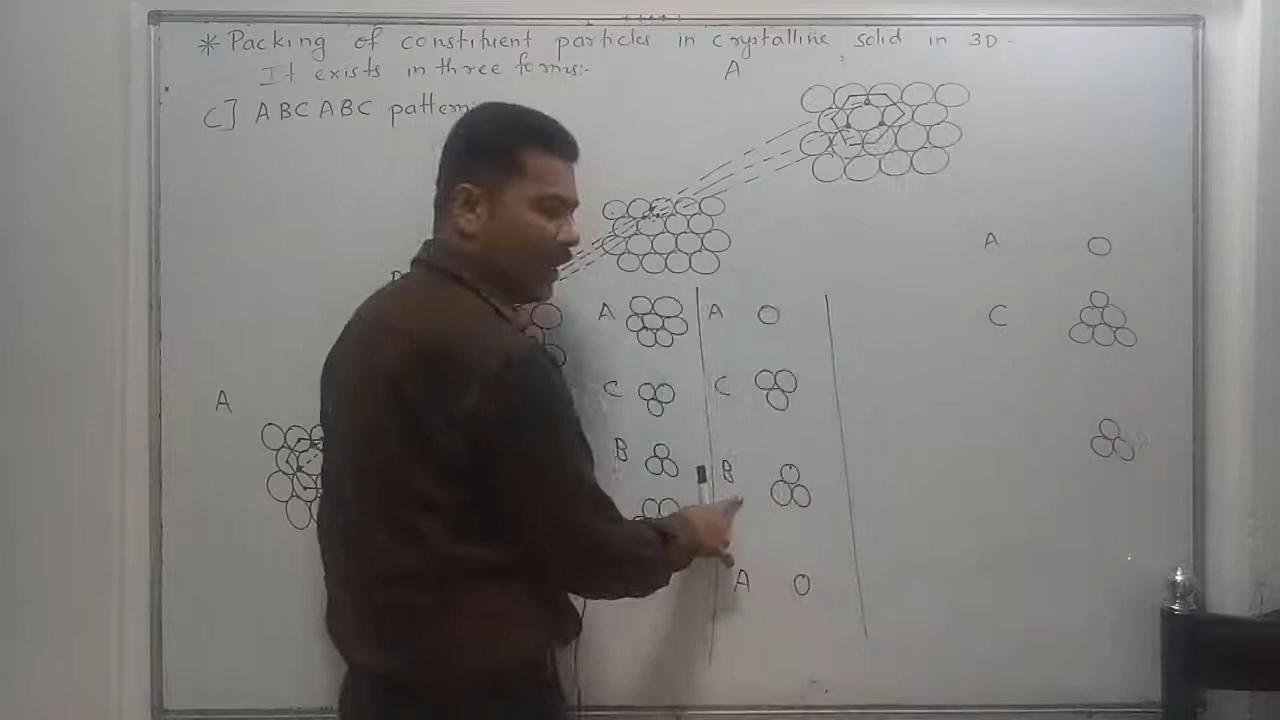 * Packing of constituent particles in crystalline solid in 3D -
It exists in three forms:-
A
C] ABCABC pattern
A
C
A
A
C
B
A
C
B
A
A